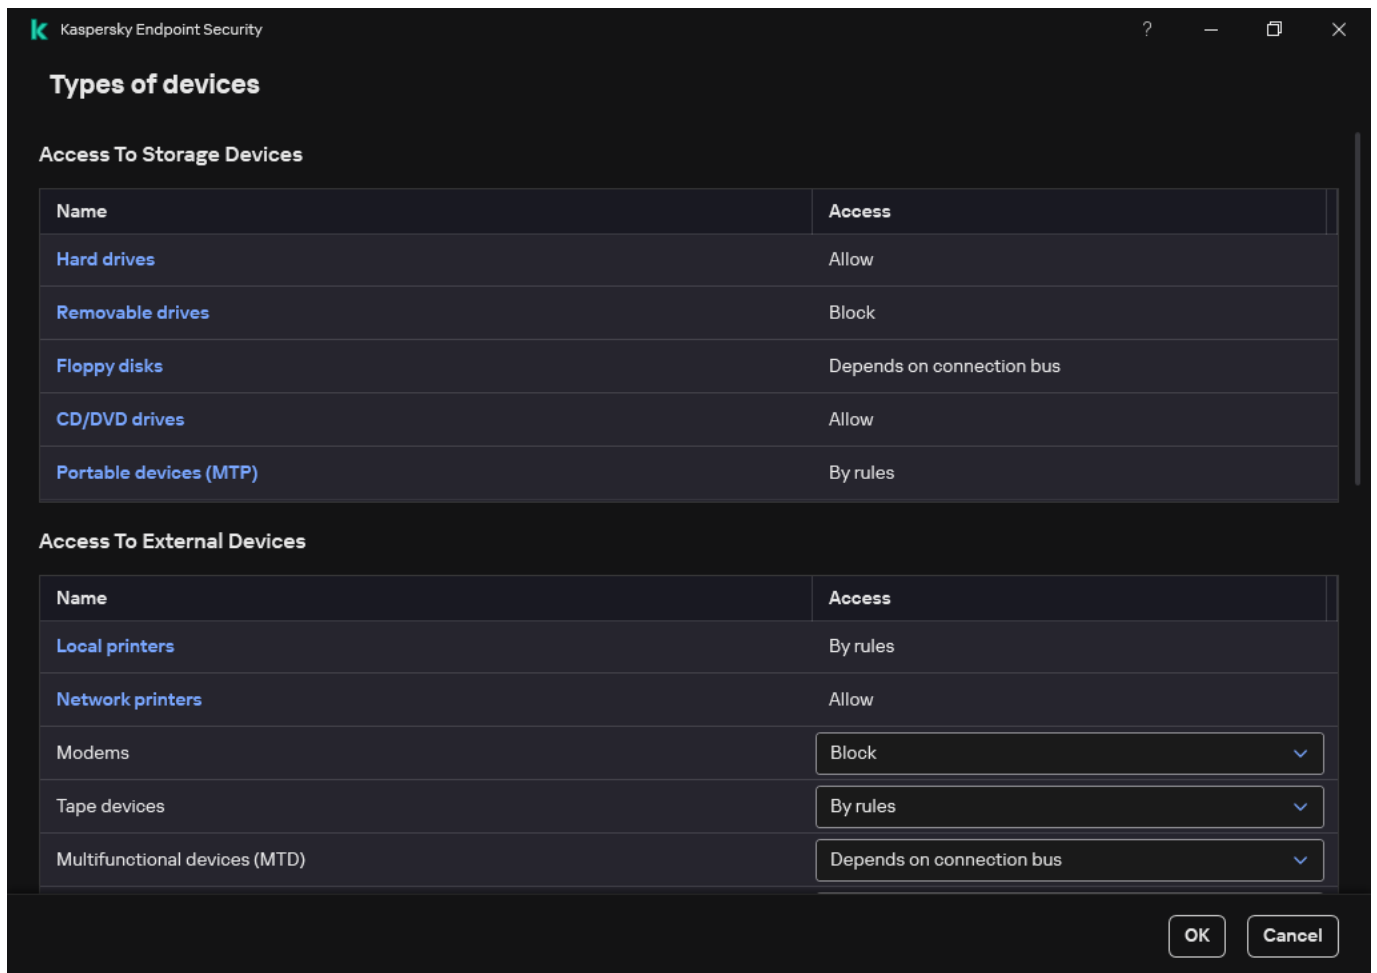 Kaspersky Endpoint Security ?
Types of devices
Access To Storage Devices
Name Access
Hard drives Allow
Removable drives Block
Floppy disks Depends on connection bus
CD/DVD drives Allow
Portable devices (MTP) By rules
Access To External Devices
Name Access
Local printers By rules
Network printers Allow
Modems Block
Tape devices By rules
Multifunctional devices (MTD) Depends on connection bus
OK Cancel